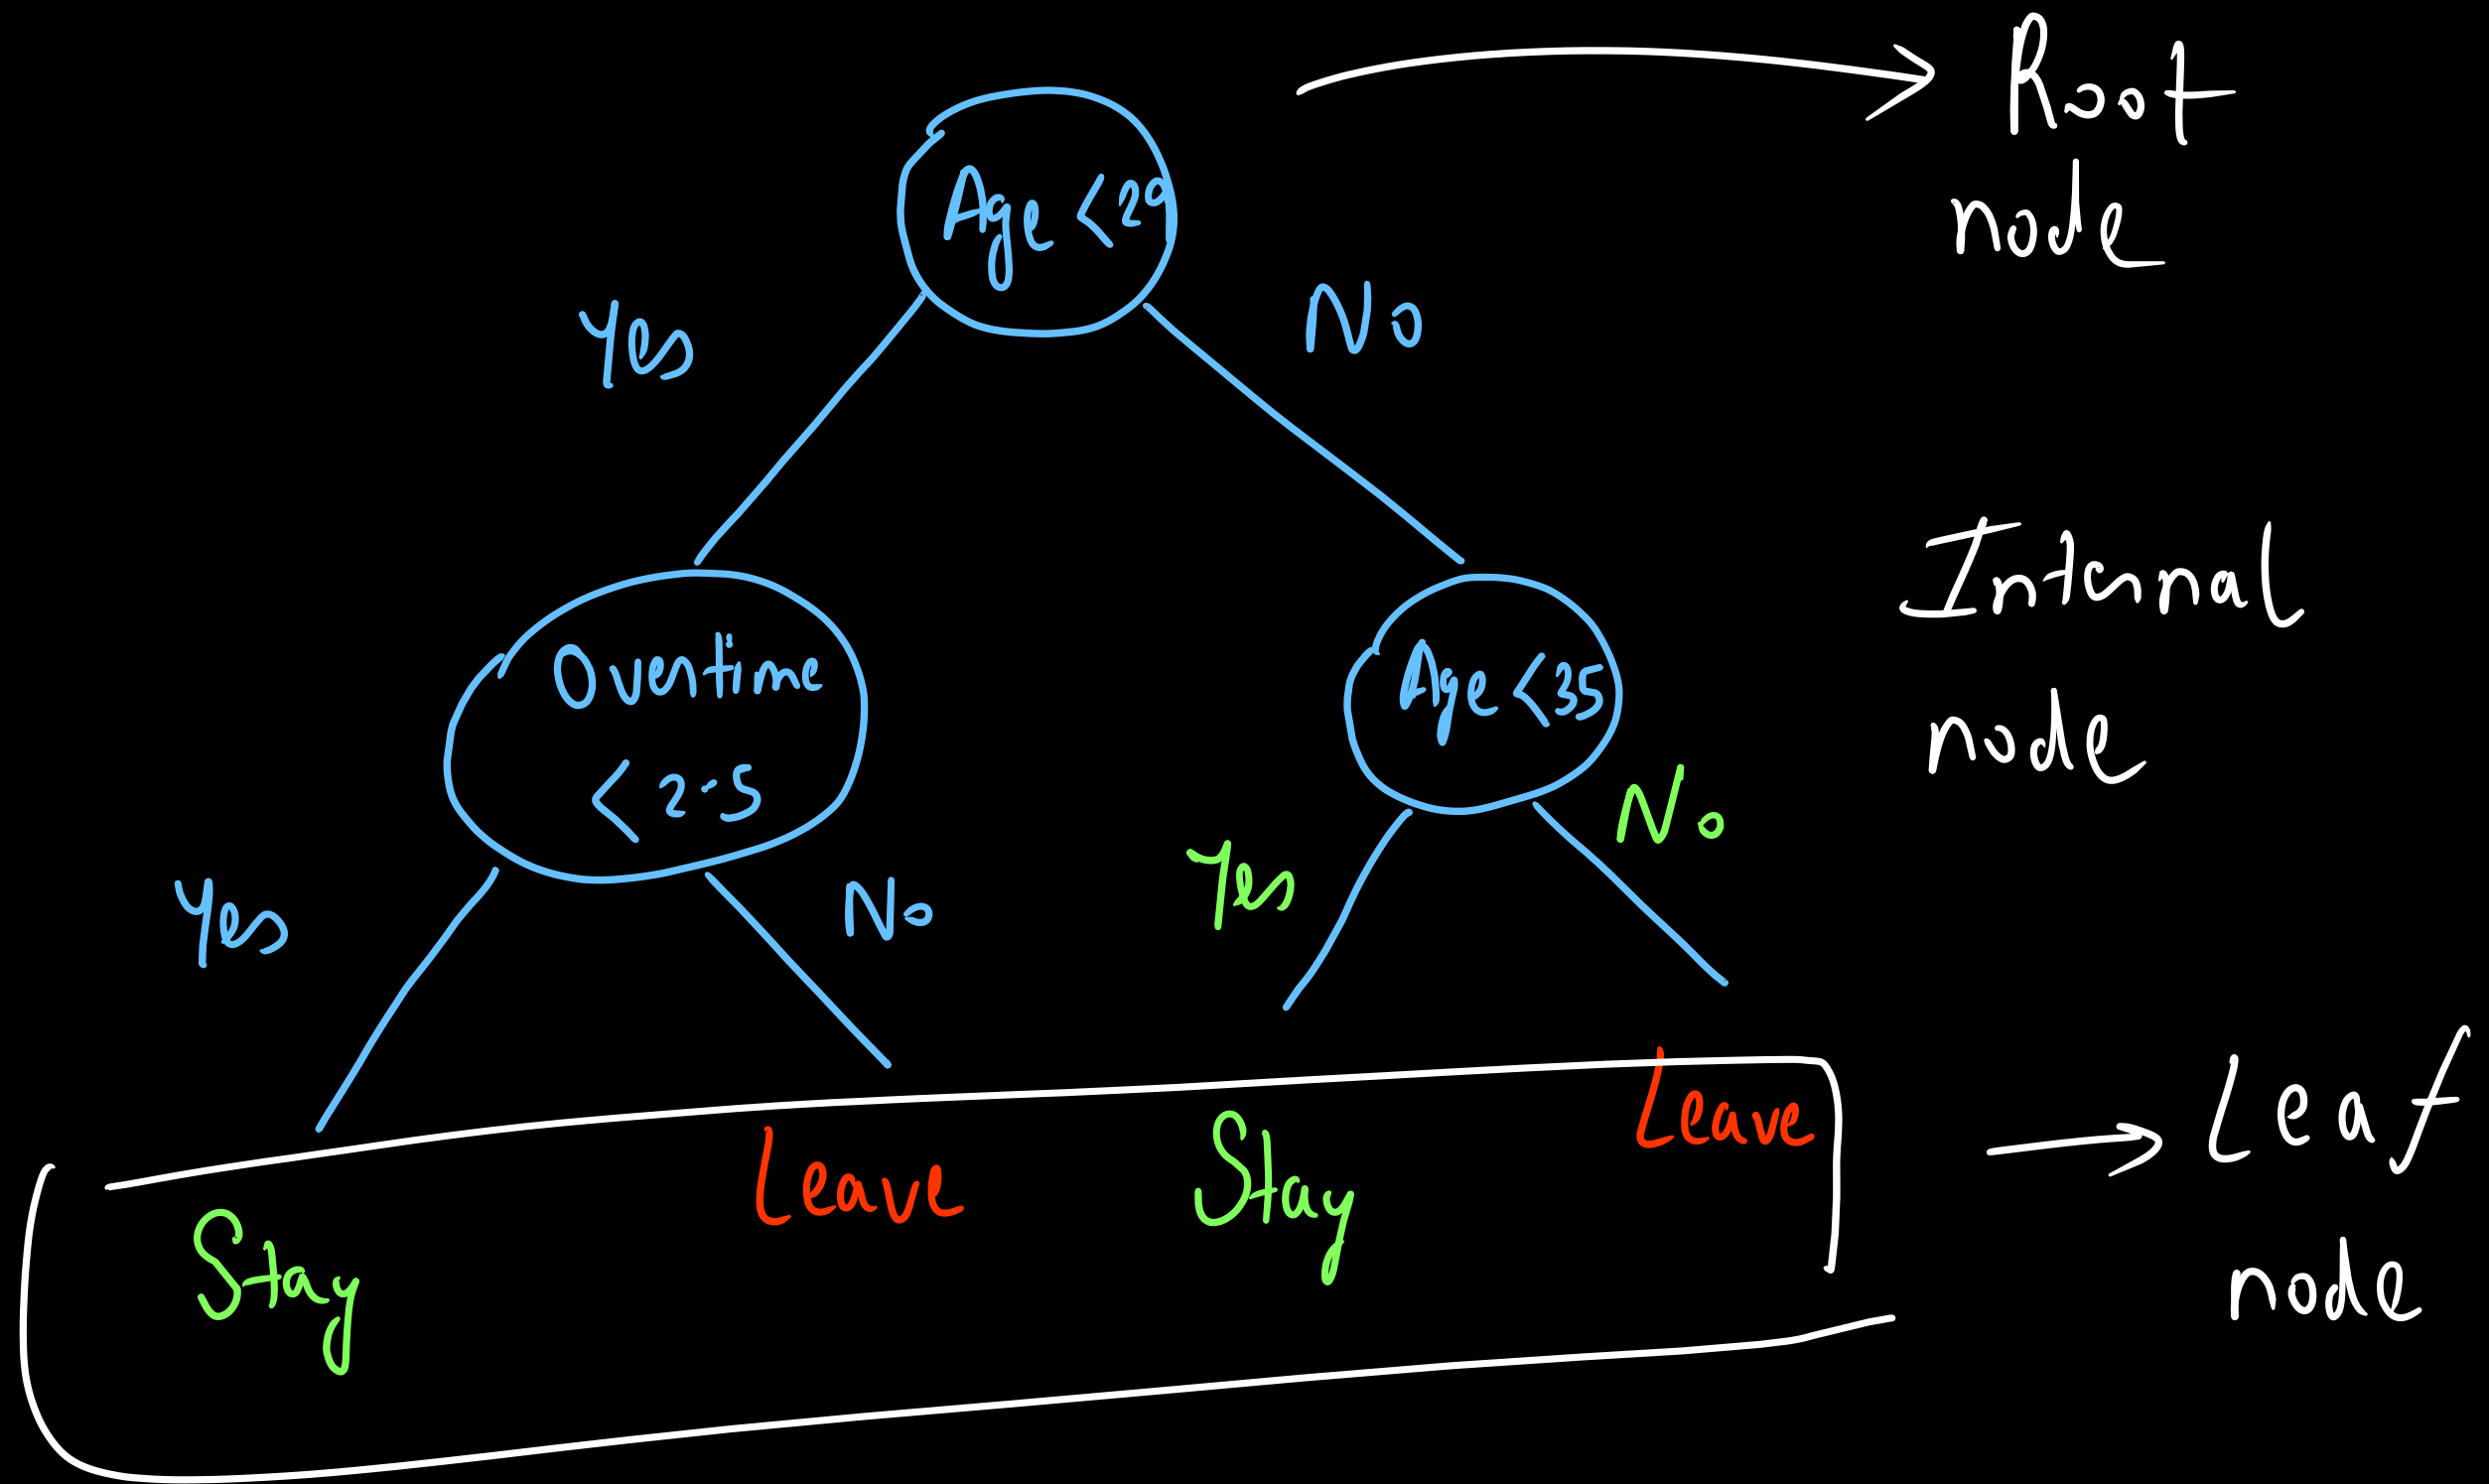 Root
node
Age <29
Yes
No
Internal
node
Overtime
< 2.5
Age <35
Yes
No
Yes
No
Leaf
node
Stay
Leave
Stay
Leave